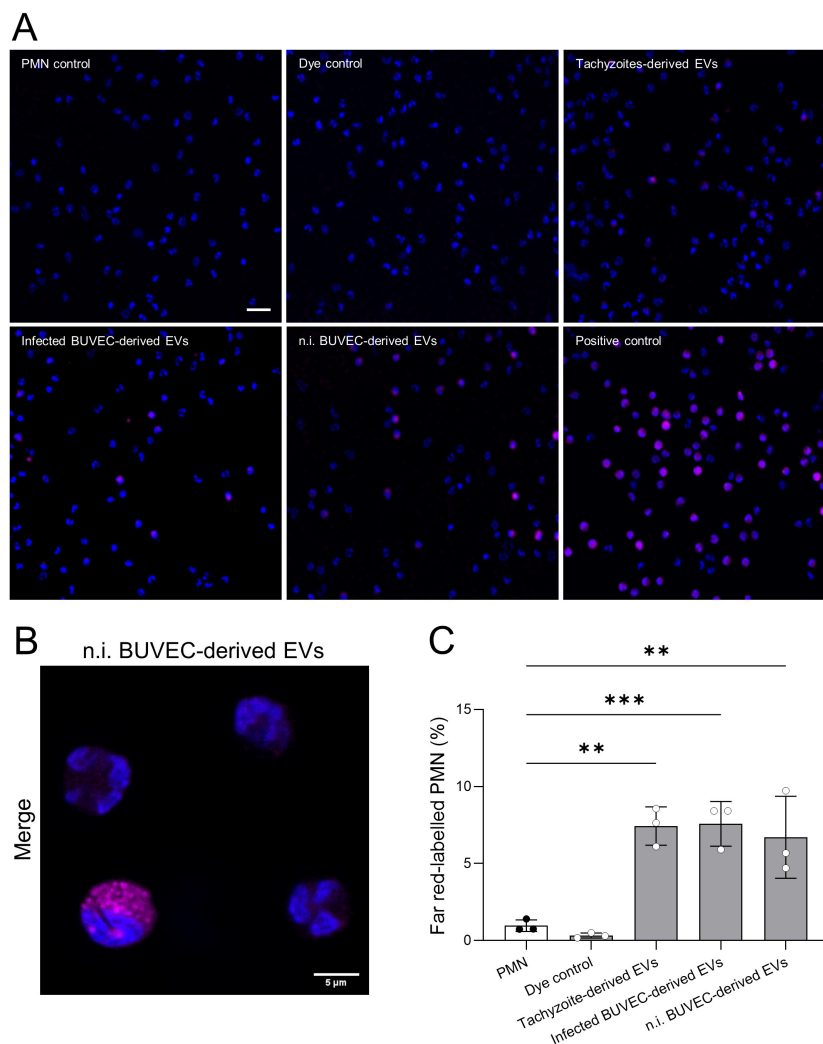 A
PMN control
Dye control
Tachyzoites-derived EVs
Infected BUVEC-derived EVs
n.i. BUVEC-derived EVs
Positive control
B
n.i. BUVEC-derived EVs
Merge
5 µm
C
Far red-labelled PMN (%)
15
10
5
0
**
***
**
PMN
Dye control
Tachyzoite-derived EVs
Infected BUVEC-derived EVs
n.i. BUVEC-derived EVs